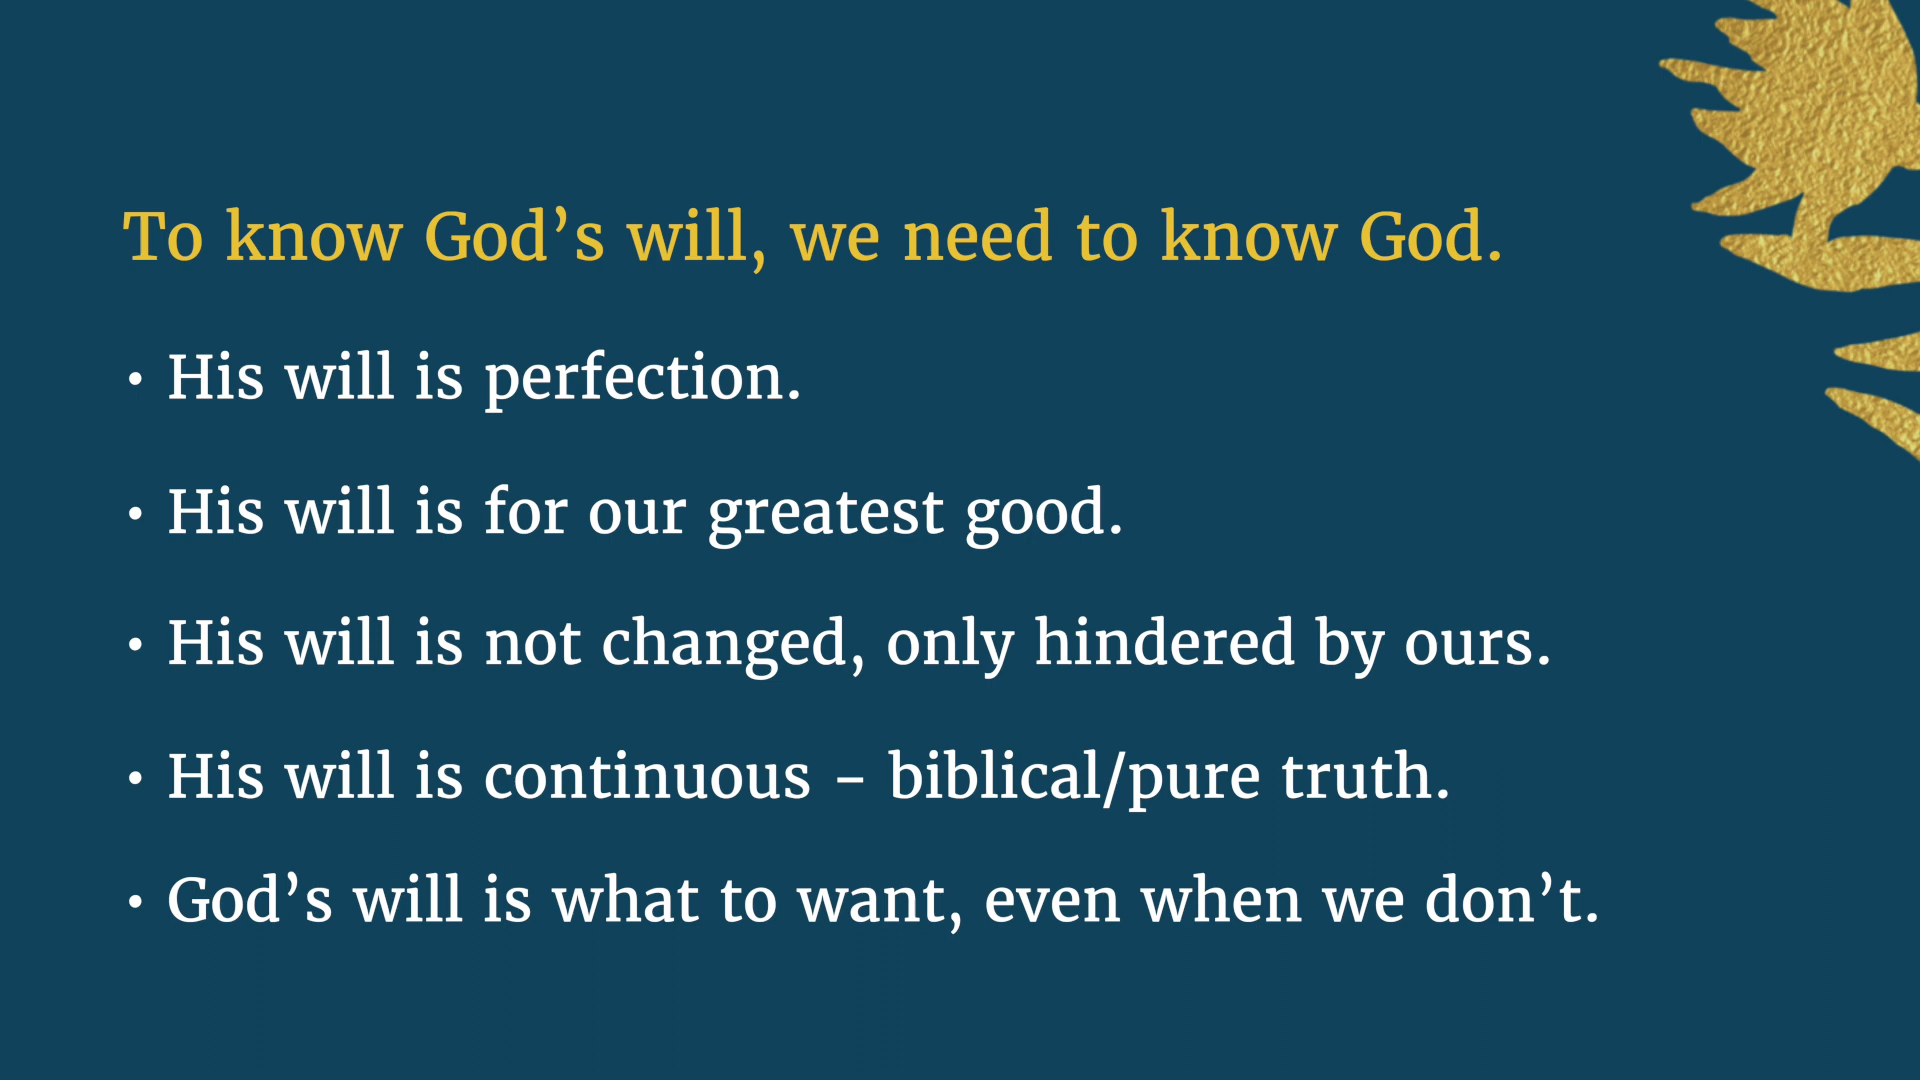 To know God’s will, we need to know God.
• His will is perfection.
• His will is for our greatest good.
• His will is not changed, only hindered by ours.
• His will is continuous – biblical/pure truth.
• God’s will is what to want, even when we don’t.